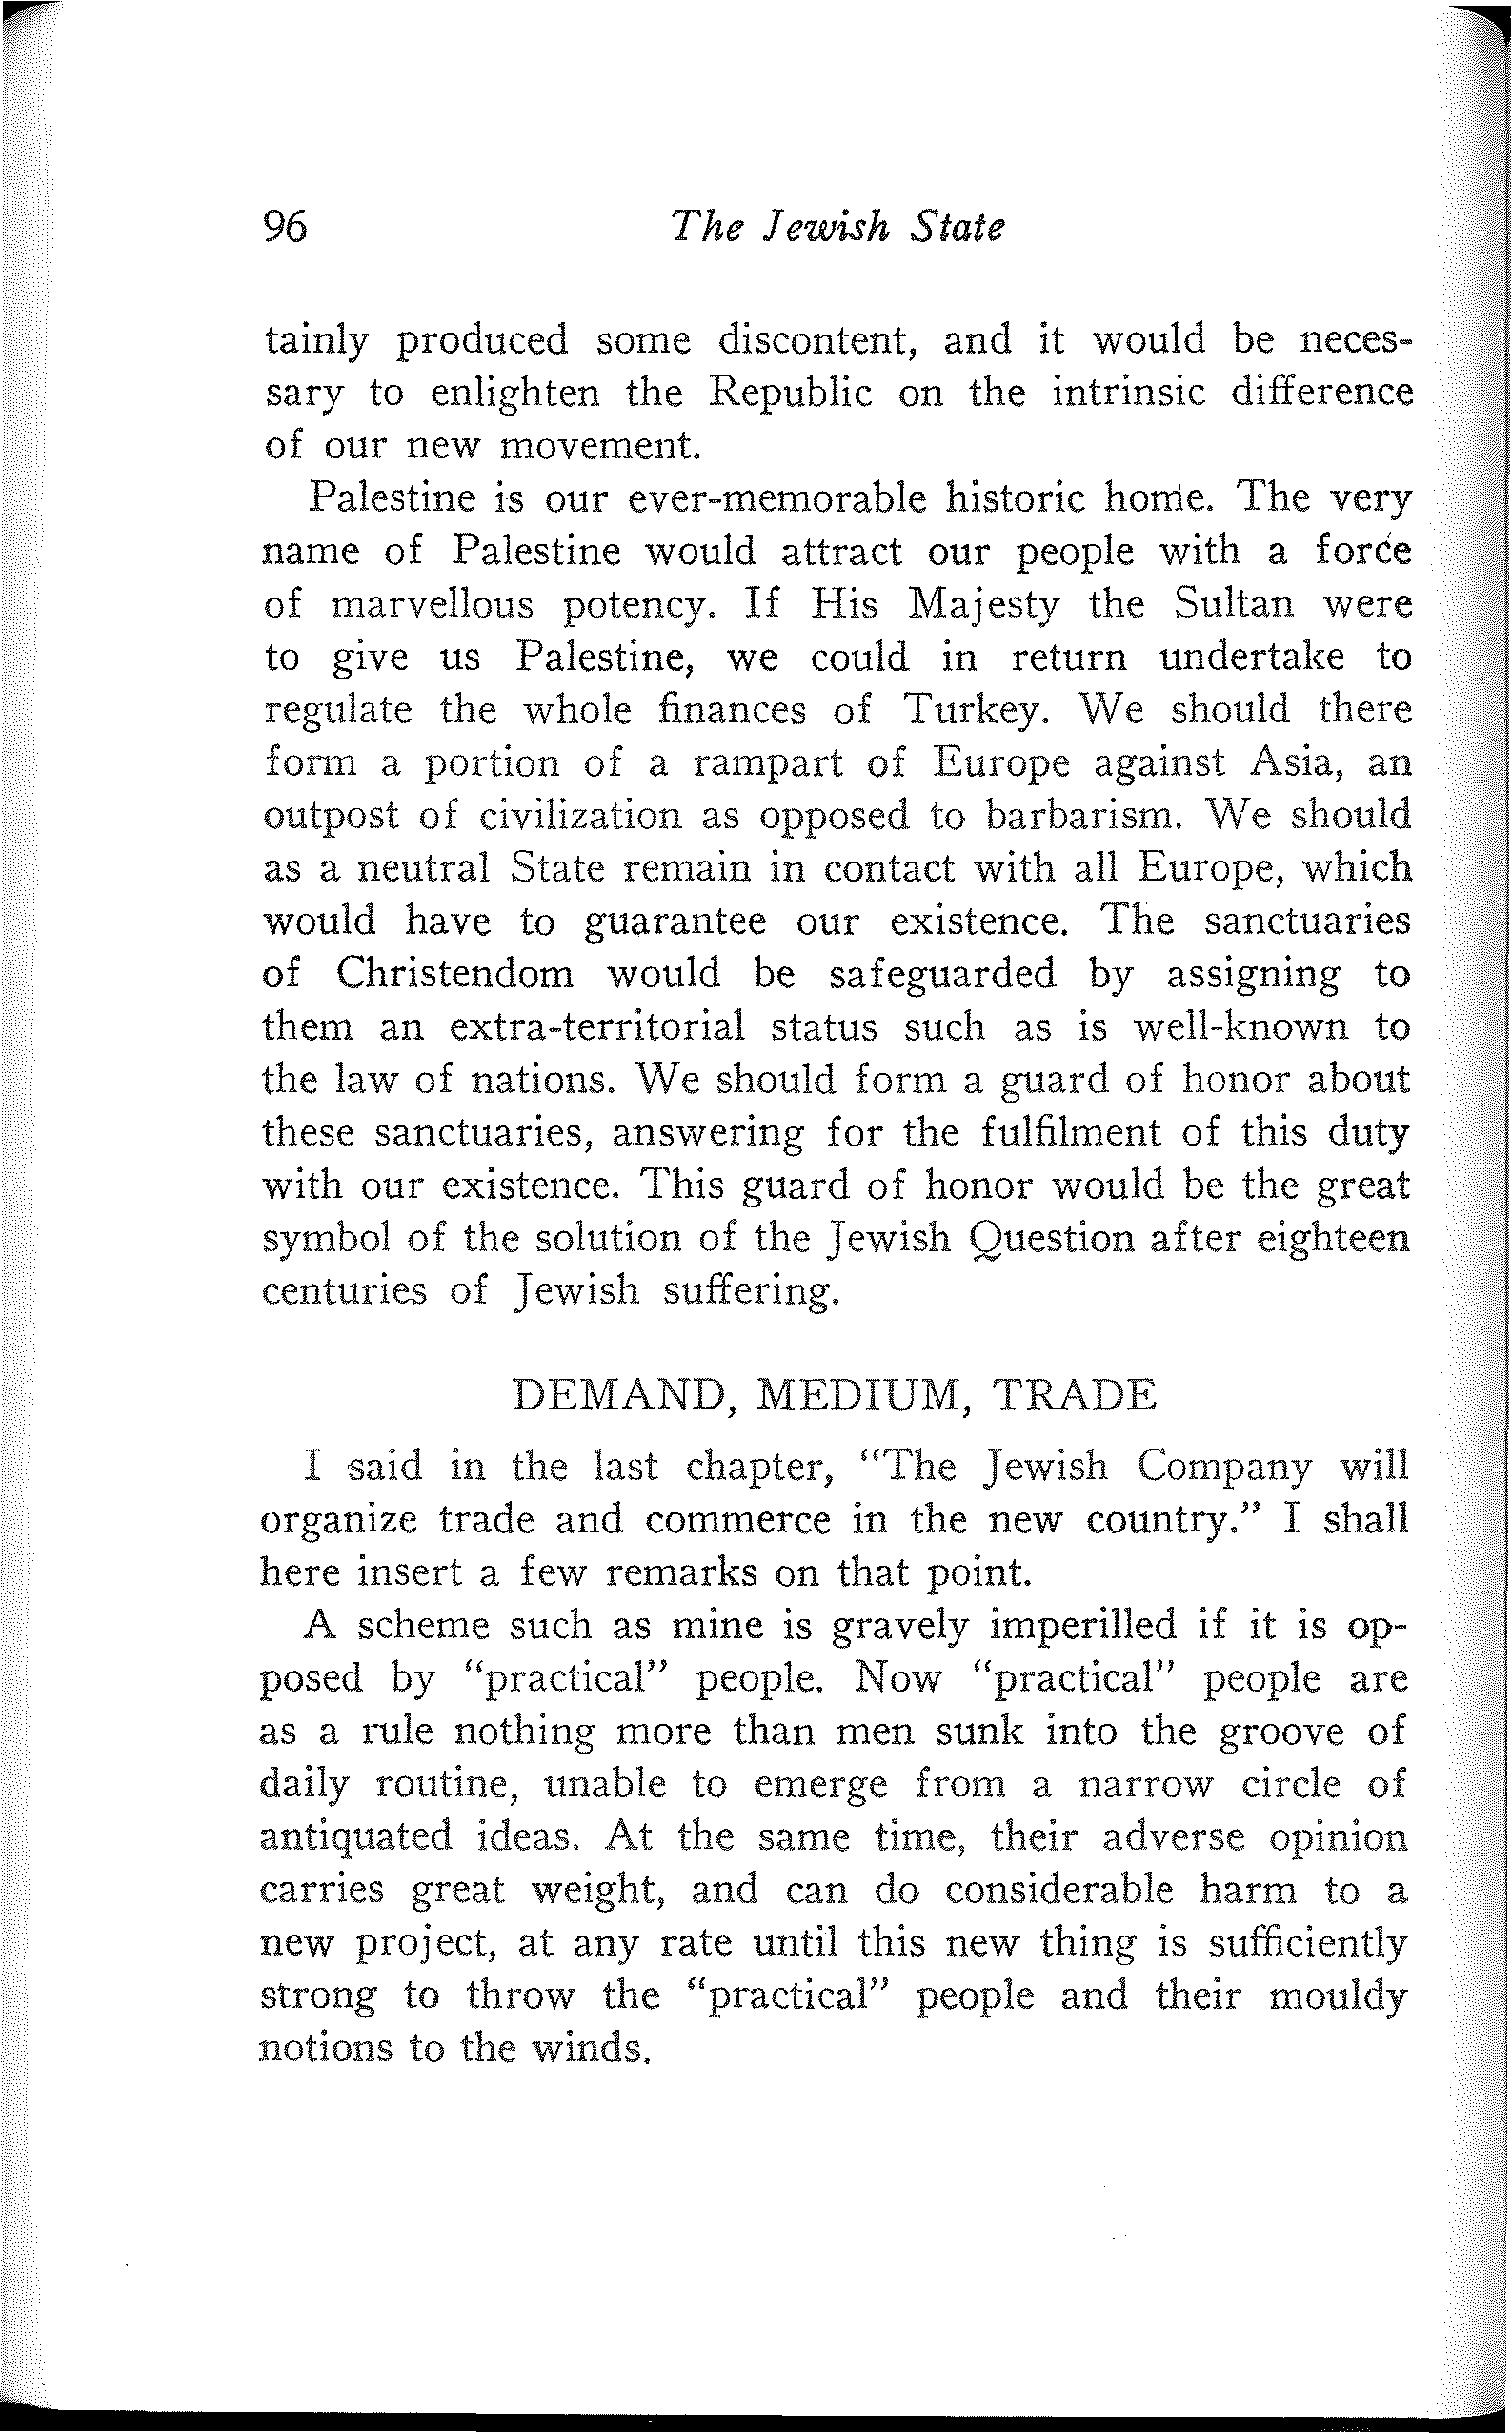 96 The Jewish State
tainly produced some discontent, and it would be neces-
sary to enlighten the Republic on the intrinsic difference
of our new movement.
Palestine is our ever-memorable historic home. The very
name of Palestine would attract our people with a force
of marvellous potency. If His Majesty the Sultan were
to give us Palestine, we could in return undertake to
regulate the whole finances of Turkey. We should there
form a portion of a rampart of Europe against Asia, an
outpost of civilization as opposed to barbarism. We should
as a neutral State remain in contact with all Europe, which
would have to guarantee our existence. The sanctuaries
of Christendom would be safeguarded by assigning to
them an extra-territorial status such as is well-known to
the law of nations. We should form a guard of honor about
these sanctuaries, answering for the fulfilment of this duty
with our existence. This guard of honor would be the great
symbol of the solution of the Jewish Question after eighteen
centuries of Jewish suffering.
DEMAND, MEDIUM, TRADE
I said in the last chapter, "The Jewish Company will
organize trade and commerce in the new country." I shall
here insert a few remarks on that point.
A scheme such as mine is gravely imperilled if it is op-
posed by "practical" people. Now "practical" people are
as a rule nothing more than men sunk into the groove of
daily routine, unable to emerge from a narrow circle of
antiquated ideas. At the same time, their adverse opinion
carries great weight, and can do considerable harm to a
new project, at any rate until this new thing is sufficiently
strong to throw the "practical" people and their mouldy
notions to the winds.